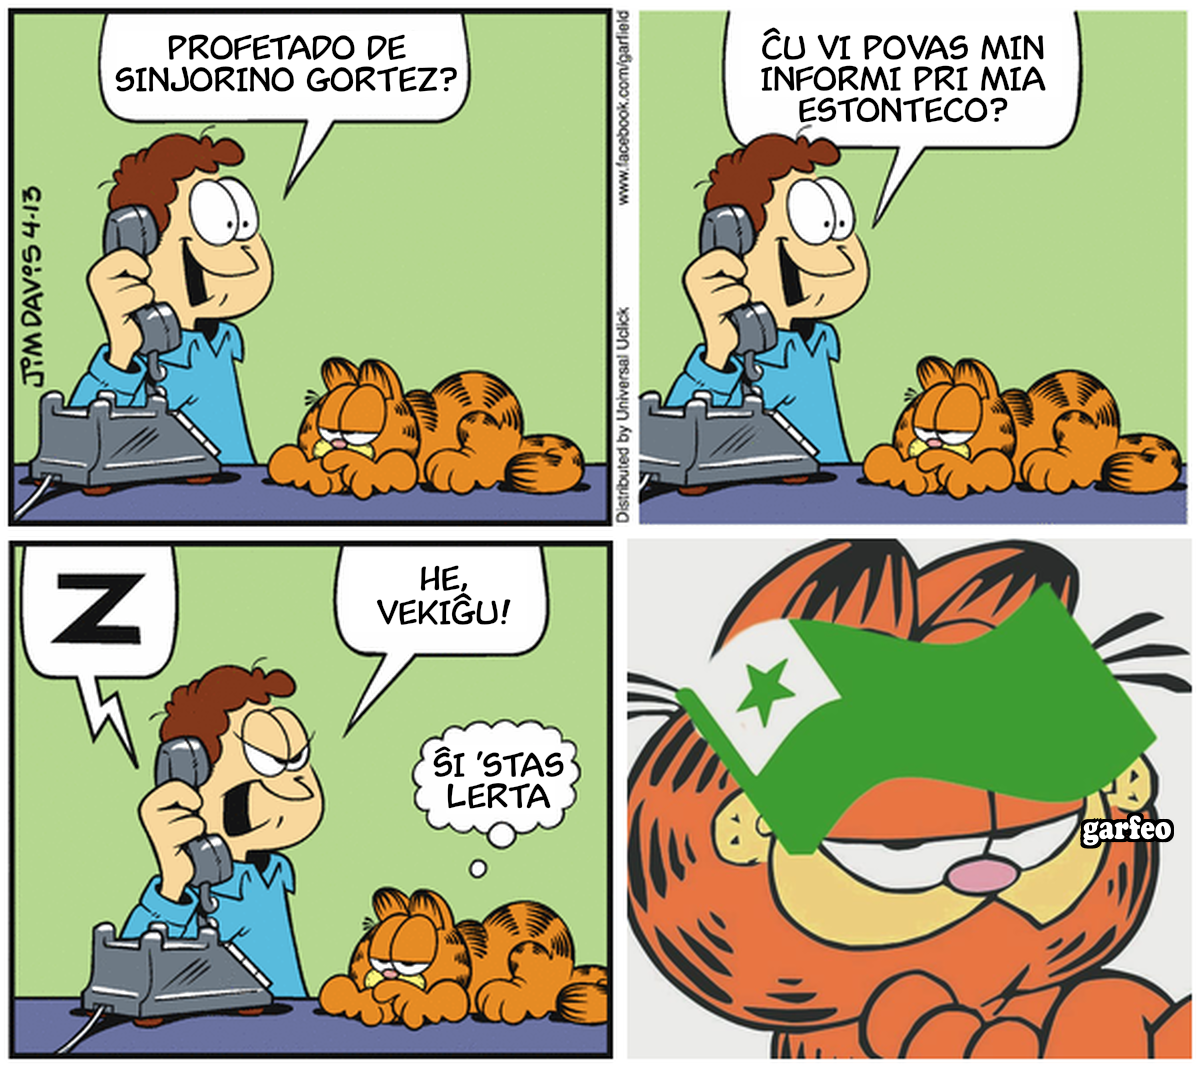 PROFETADO DE
SINJORINO GORTEZ?
JIM DAVIS 4-13
www.facebook.com/garfield
Distributed by Universal Uclick
ĈU VI POVAS MIN
INFORMI PRI MIA
ESTONTECO?
Z
HE,
VEKIĜU!
ŜI 'STAS
LERTA
garfeo